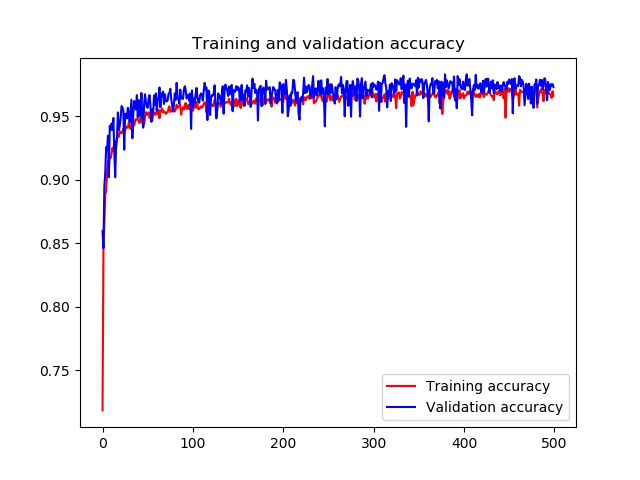 Training and validation accuracy
0.95
0.90
0.85
0.80
0.75
Training accuracy
Validation accuracy
0 100 200 300 400 500